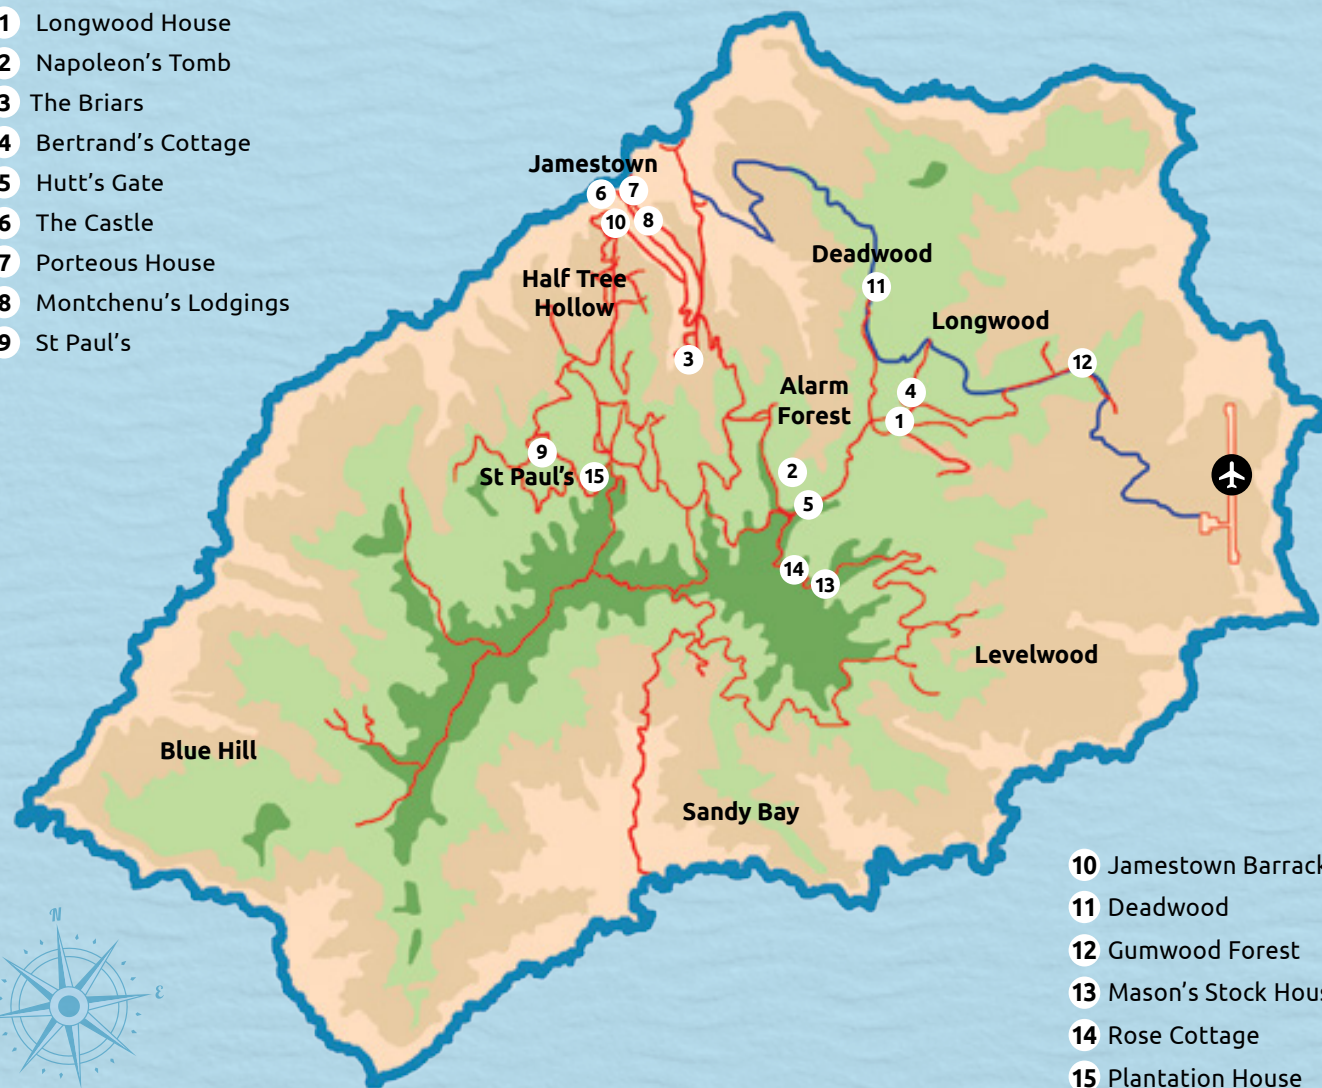 1 Longwood House
2 Napoleon's Tomb
3 The Briars
4 Bertrand's Cottage
5 Hutt's Gate
6 The Castle
7 Porteous House
8 Montchenu's Lodgings
9 St Paul's
Jamestown
6 7
10 8
Half Tree
Hollow
Deadwood
11
Longwood
12
3
Alarm
Forest
4
1
9
St Paul's 15
2
5
14 13
Levelwood
Blue Hill
Sandy Bay
N
E
10 Jamestown Barrack
11 Deadwood
12 Gumwood Forest
13 Mason's Stock Hous
14 Rose Cottage
15 Plantation House